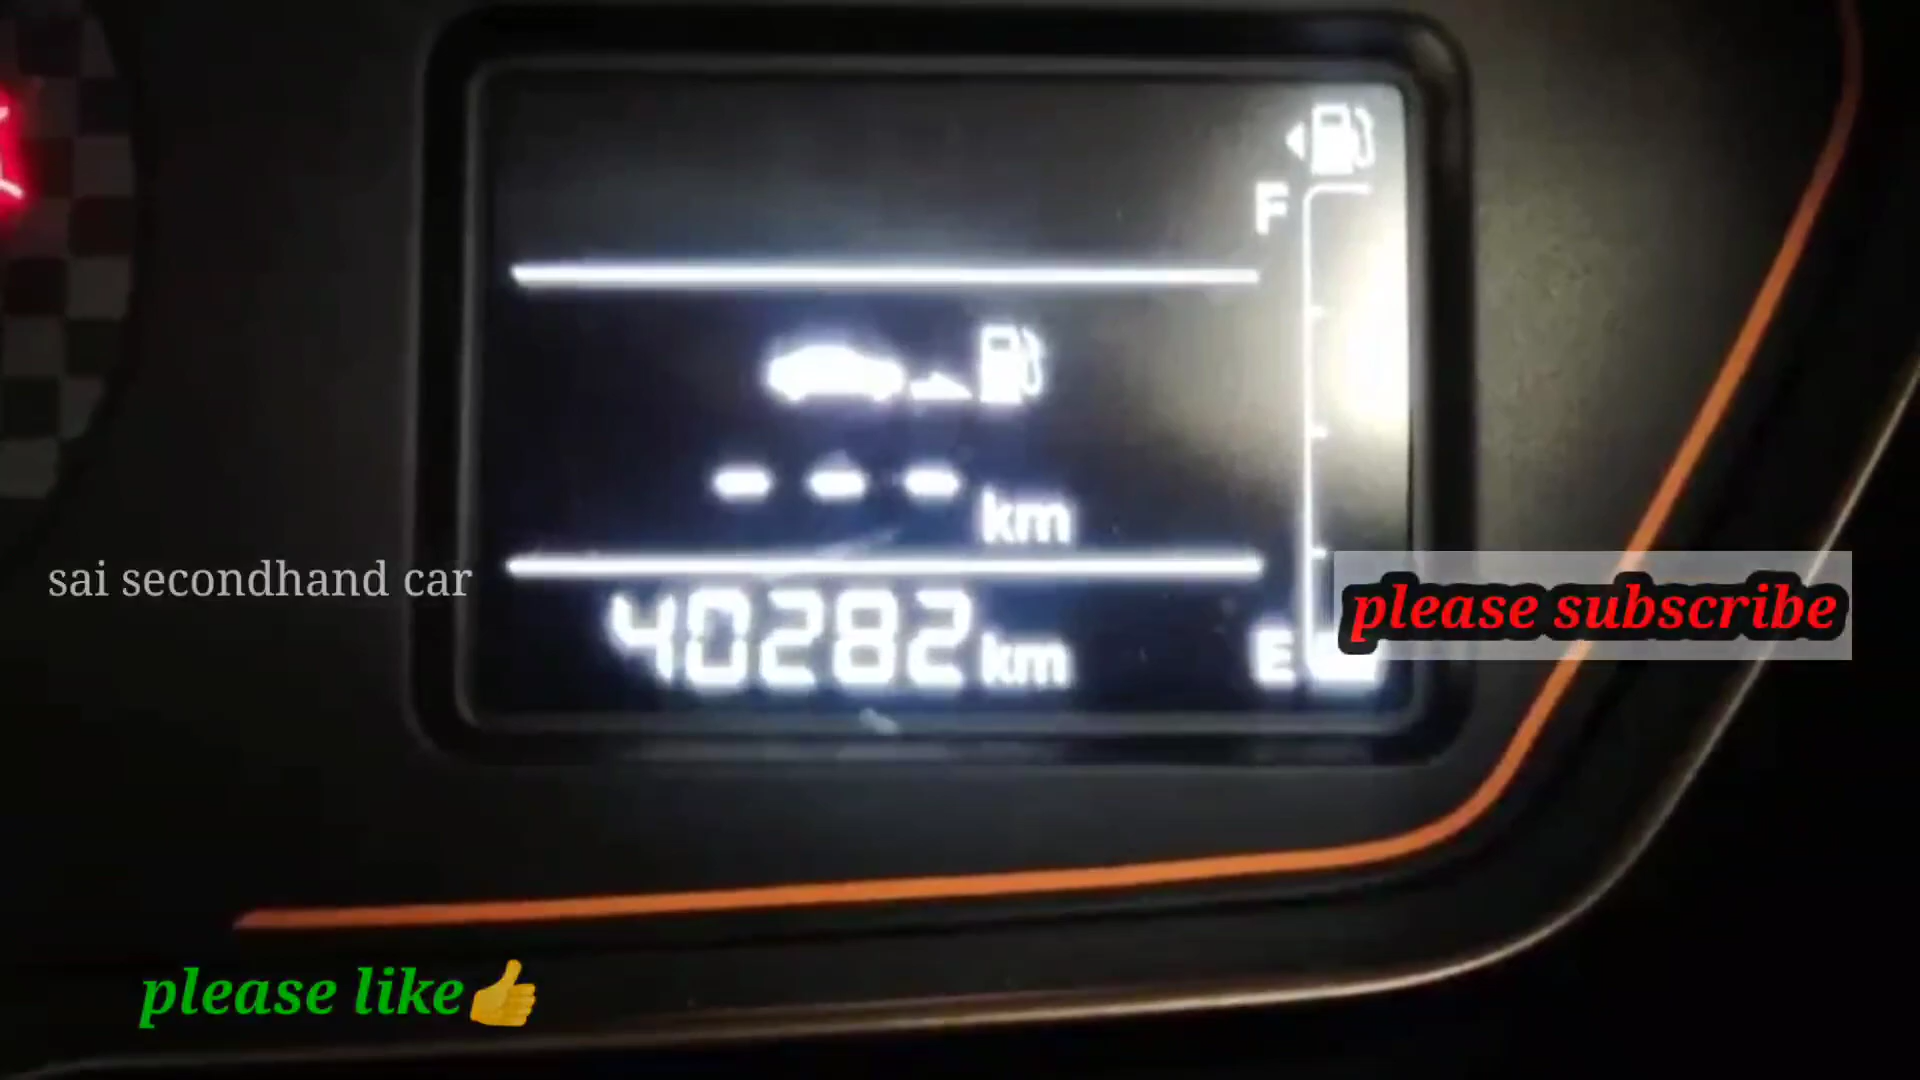 F
--- km
sai secondhand car
40282 km
E
please subscribe
please like👍